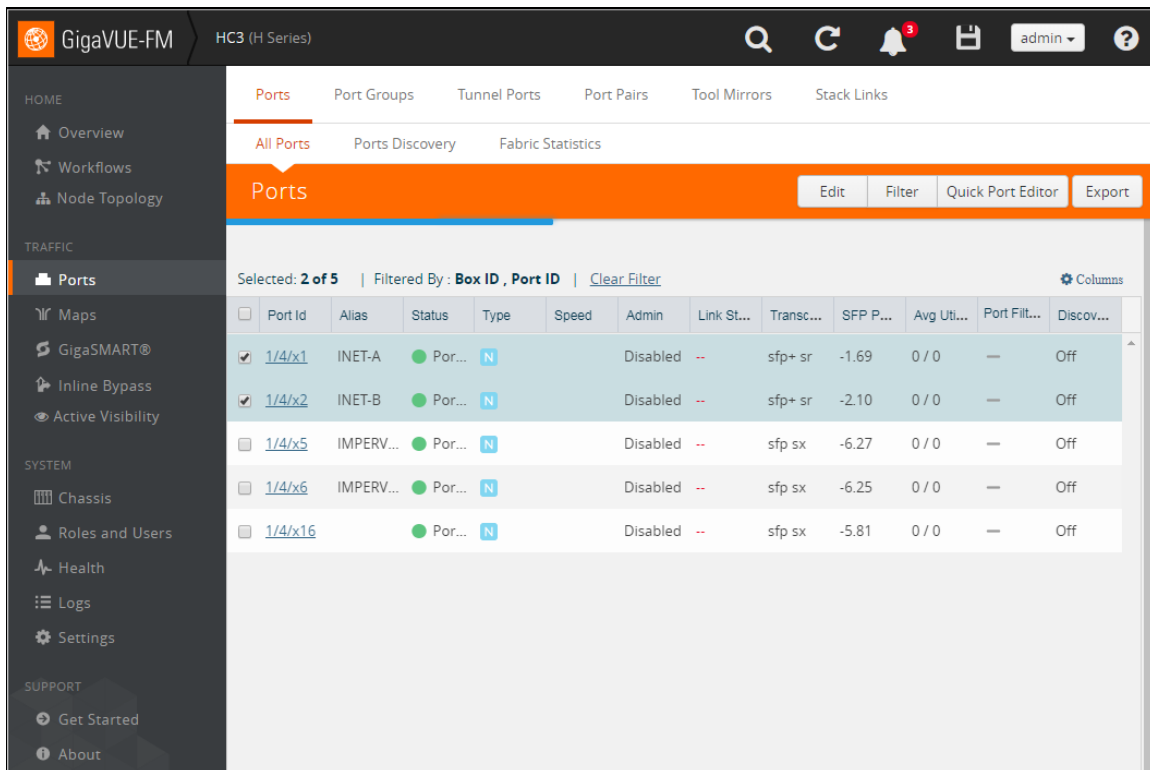 GigaVUE-FM HC3 (H Series) 3 admin ?
HOME
Overview
Workflows
Node Topology
TRAFFIC
Ports
Maps
GigaSMART®
Inline Bypass
Active Visibility
SYSTEM
Chassis
Roles and Users
Health
Logs
Settings
SUPPORT
Get Started
About
Ports Port Groups Tunnel Ports Port Pairs Tool Mirrors Stack Links
All Ports Ports Discovery Fabric Statistics
Ports Edit Filter Quick Port Editor Export
Selected: 2 of 5 | Filtered By : Box ID , Port ID | Clear Filter Columns
Port Id Alias Status Type Speed Admin Link St... Transc... SFP P... Avg Uti... Port Filt... Discov...
1/4/x1 INET-A Por... N Disabled -- sfp+ sr -1.69 0 / 0 — Off
1/4/x2 INET-B Por... N Disabled -- sfp+ sr -2.10 0 / 0 — Off
1/4/x5 IMPERV... Por... N Disabled -- sfp sx -6.27 0 / 0 — Off
1/4/x6 IMPERV... Por... N Disabled -- sfp sx -6.25 0 / 0 — Off
1/4/x16 Por... N Disabled -- sfp sx -5.81 0 / 0 — Off